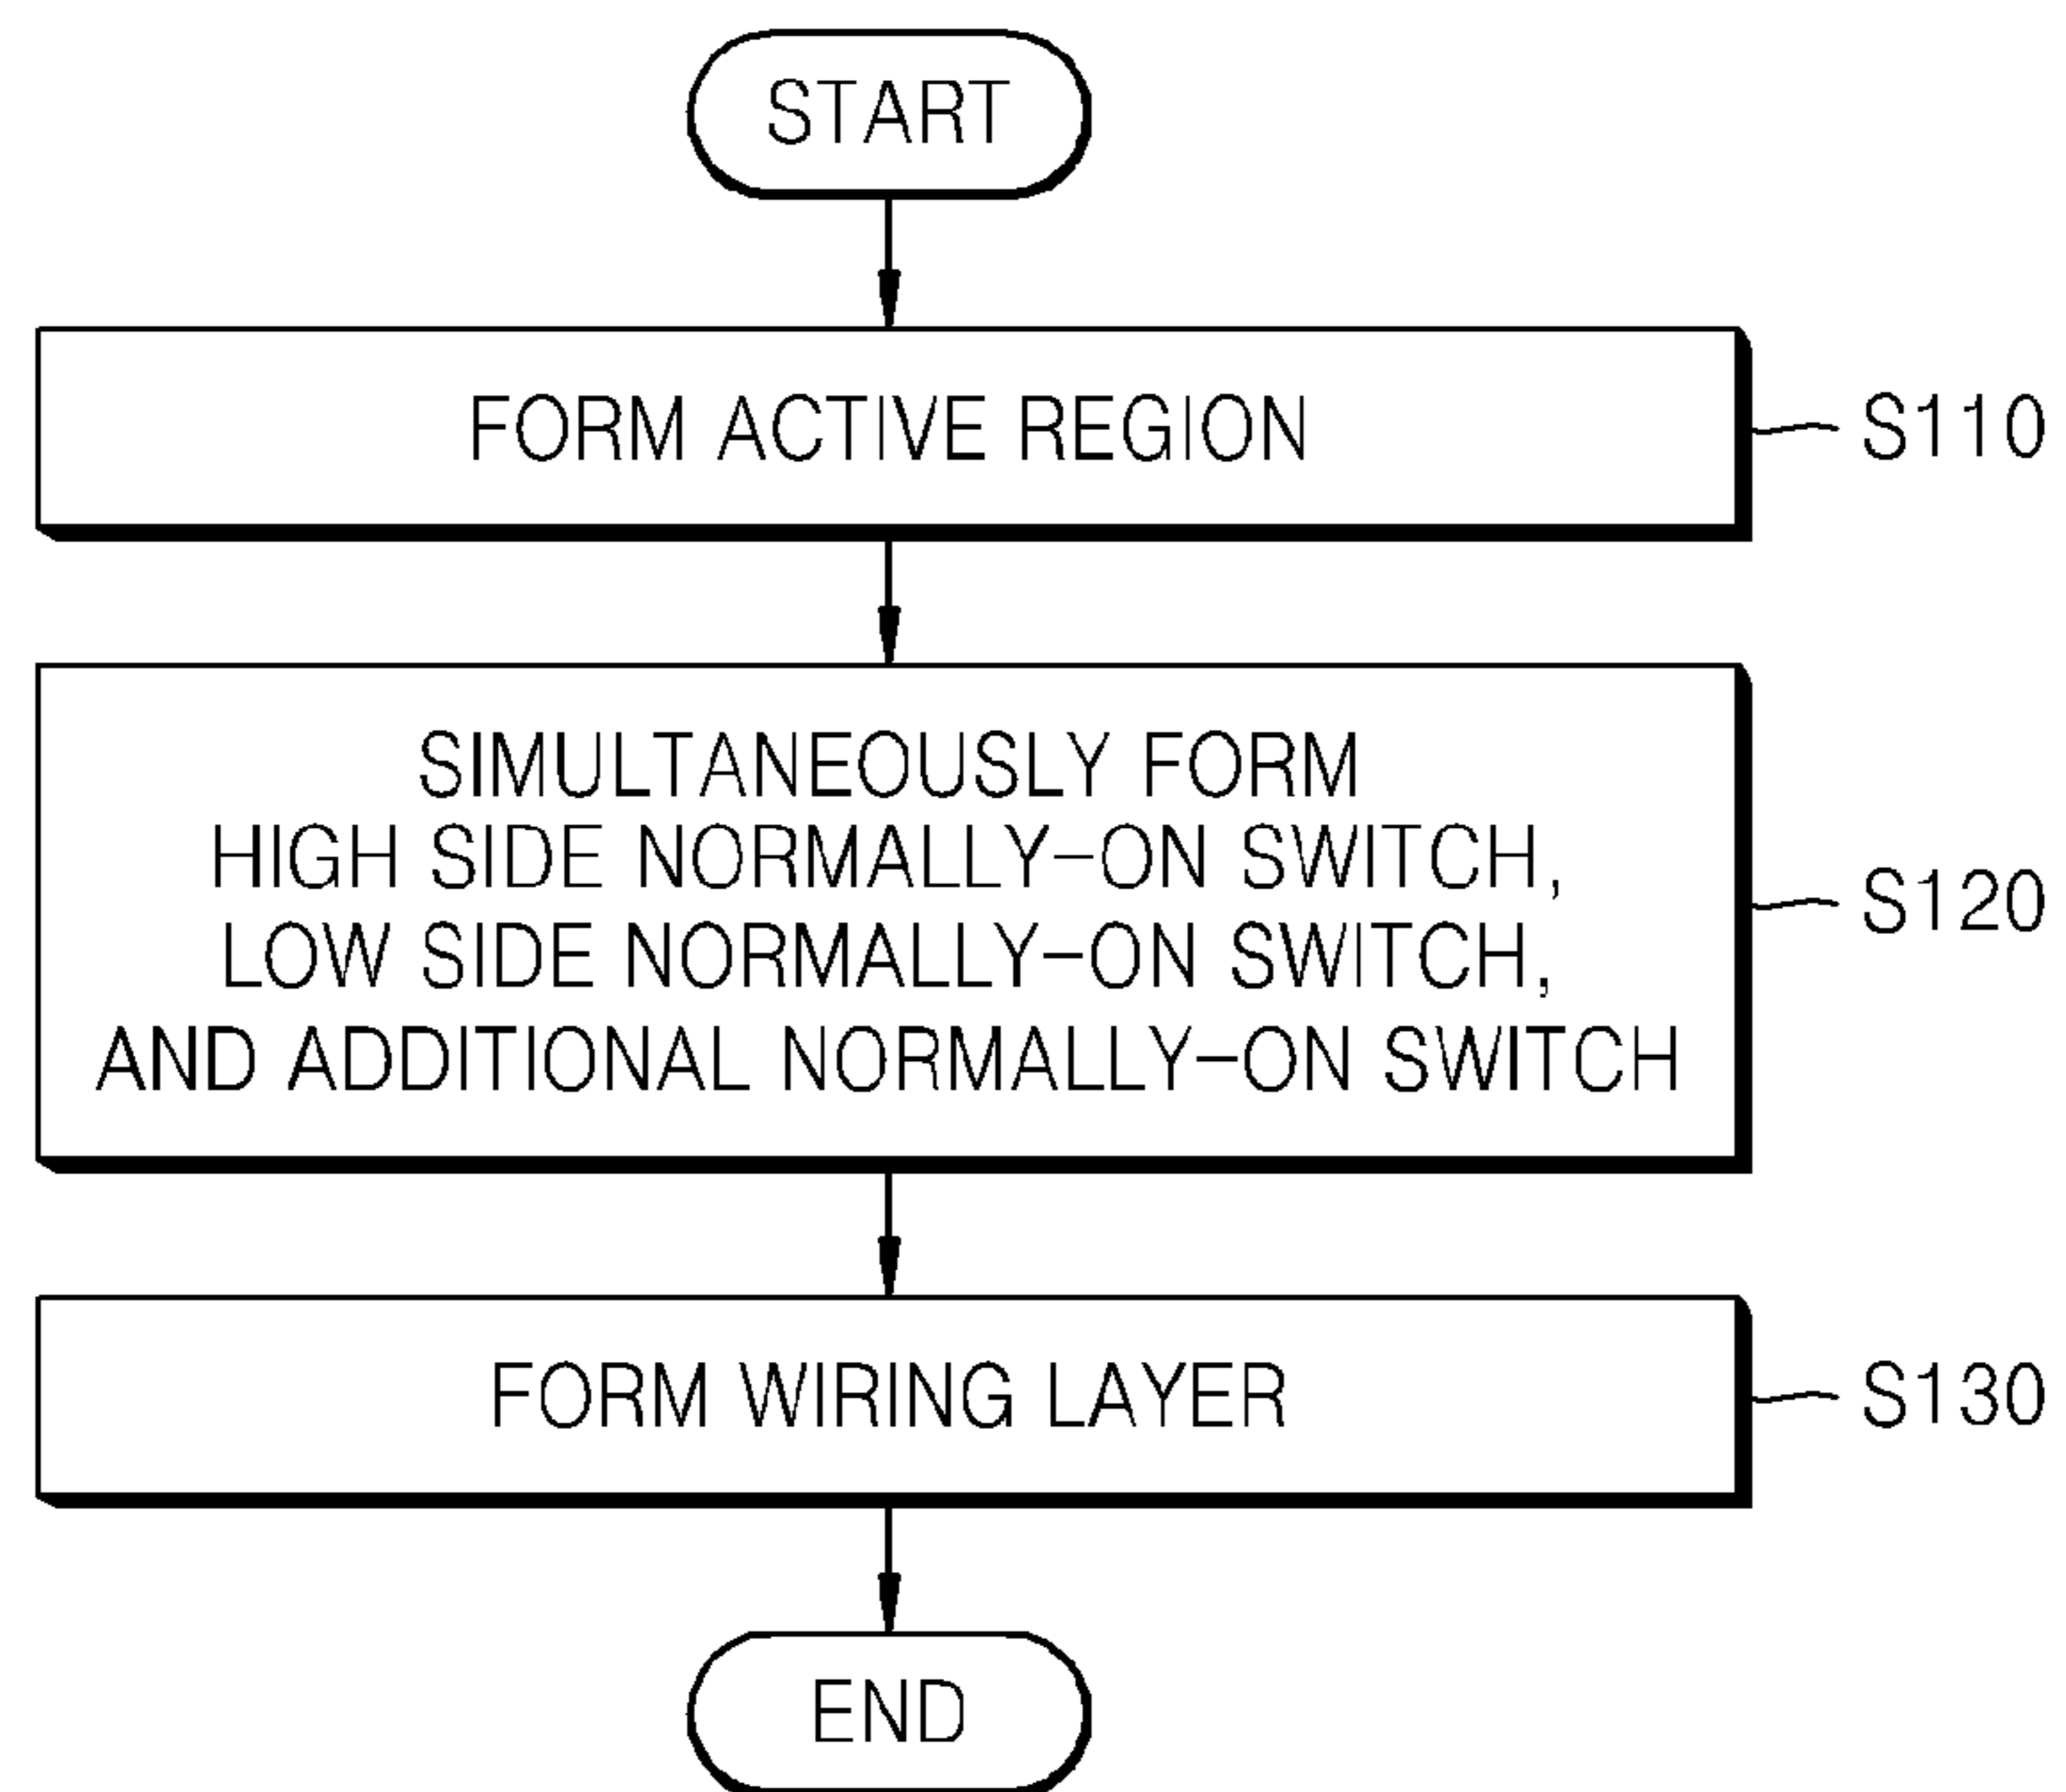 START
FORM ACTIVE REGION
S110
SIMULTANEOUSLY FORM
HIGH SIDE NORMALLY-ON SWITCH,
LOW SIDE NORMALLY-ON SWITCH,
AND ADDITIONAL NORMALLY-ON SWITCH
S120
FORM WIRING LAYER
S130
END